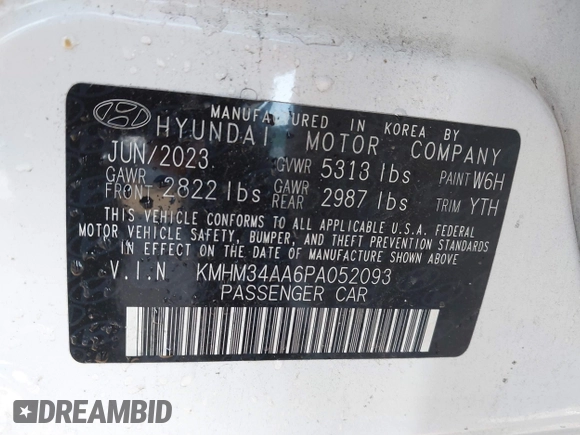 MANUFACTURED IN KOREA BY
HYUNDAI MOTOR COMPANY
JUN/2023 GVWR 5313 lbs PAINT W6H
GAWR FRONT 2822 lbs GAWR REAR 2987 lbs TRIM YTH
THIS VEHICLE CONFORMS TO ALL APPLICABLE U.S.A. FEDERAL
MOTOR VEHICLE SAFETY, BUMPER, AND THEFT PREVENTION STANDARDS
IN EFFECT ON THE DATE OF MANUFACTURE SHOWN ABOVE.
V.I.N KMHM34AA6PA052093
PASSENGER CAR
DREAMBID